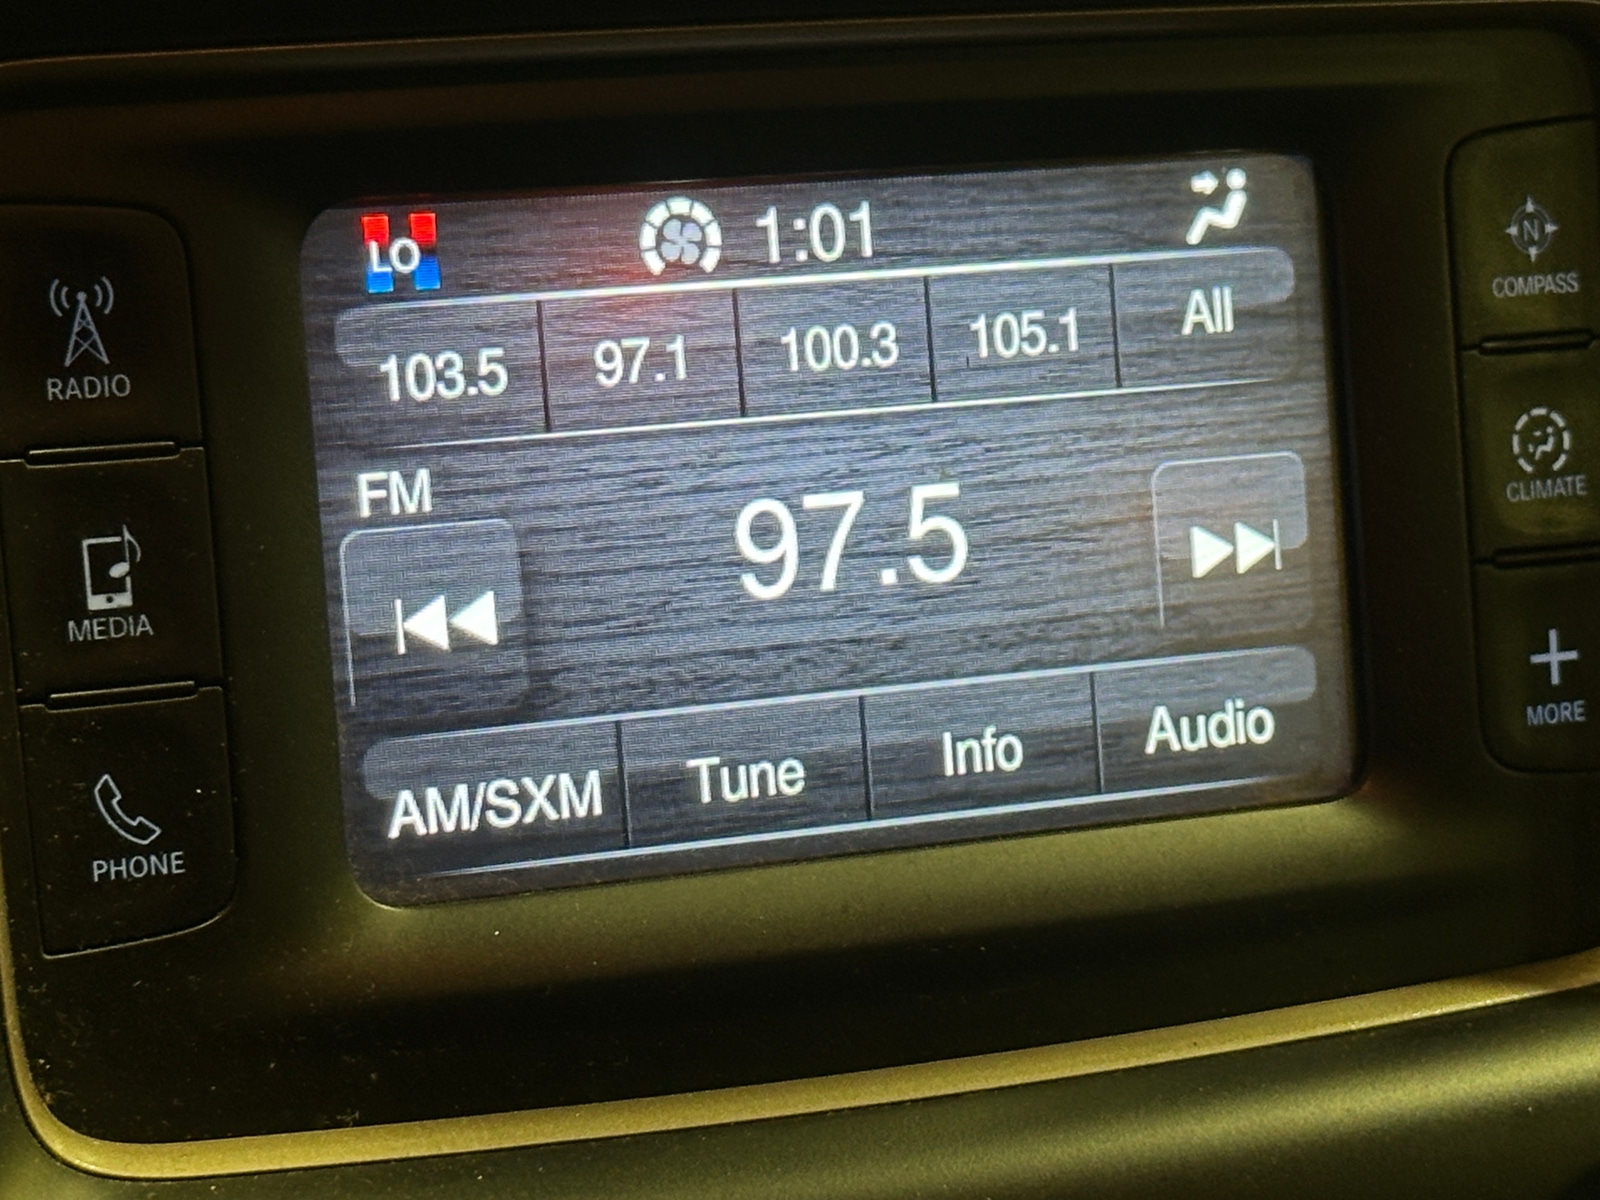 LO 1:01
103.5 97.1 100.3 105.1 All
FM
97.5
AM/SXM Tune Info Audio
RADIO
MEDIA
PHONE
N
COMPASS
CLIMATE
MORE